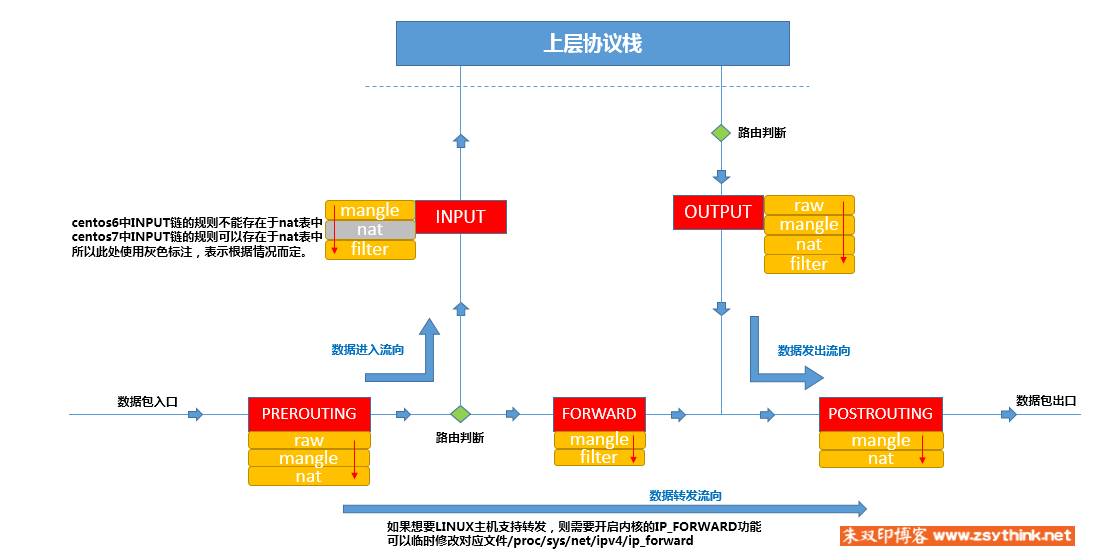 上层协议栈
路由判断
mangle
nat
filter
INPUT
OUTPUT
raw
mangle
nat
filter
centos6中INPUT链的规则不能存在于nat表中
centos7中INPUT链的规则可以存在于nat表中
所以此处使用灰色标注，表示根据情况而定。
数据进入流向
数据发出流向
数据包入口
PREROUTING
raw
mangle
nat
路由判断
FORWARD
mangle
filter
POSTROUTING
mangle
nat
数据包出口
数据转发流向
如果想要LINUX主机支持转发，则需要开启内核的IP_FORWARD功能
可以临时修改对应文件/proc/sys/net/ipv4/ip_forward
朱双印博客 www.zsythink.net